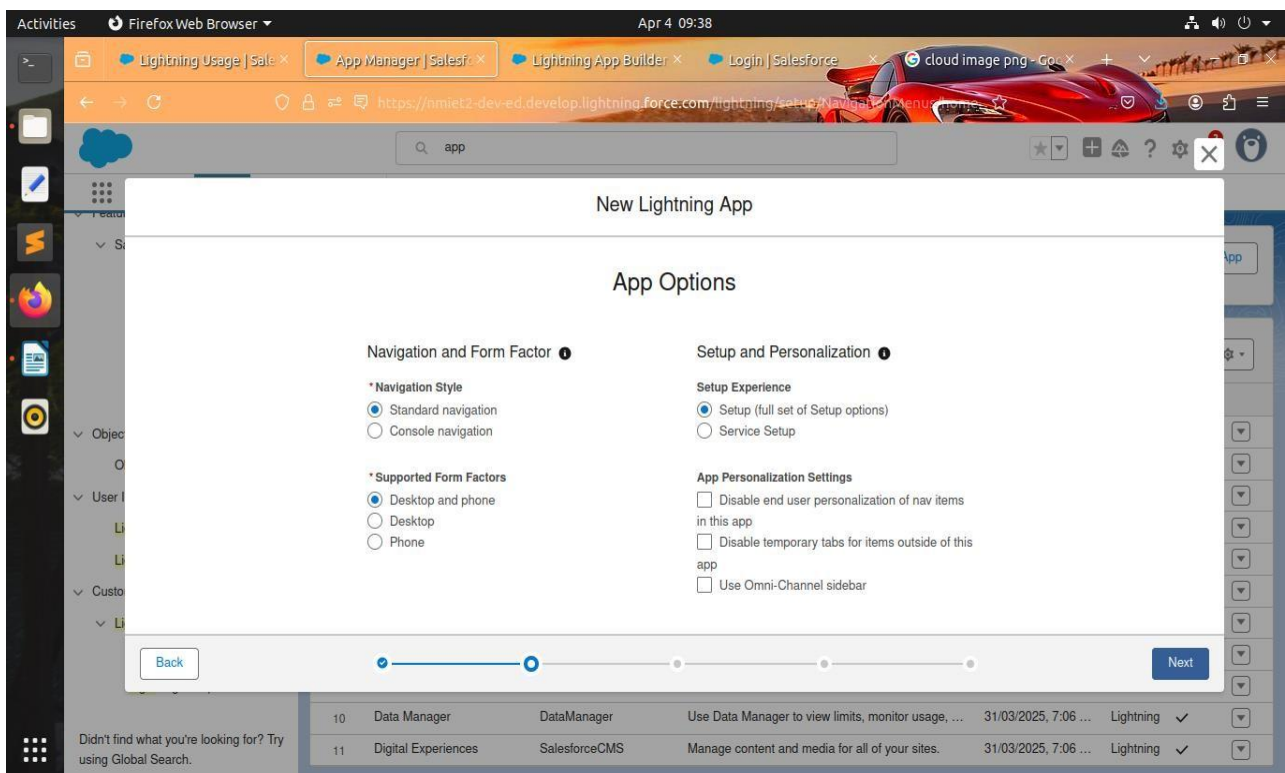 Activities Firefox Web Browser Apr 4 09:38
Lightning Usage | Sale App Manager | Salesf Lightning App Builder Login | Salesforce cloud image png - Goo
https://nmiet2-dev-ed.develop.lightning.force.com/lightning/setup/NavigationMenus/home
app
New Lightning App
App
App Options
Navigation and Form Factor Setup and Personalization
*Navigation Style Setup Experience
Standard navigation Setup (full set of Setup options)
Console navigation Service Setup
*Supported Form Factors App Personalization Settings
Desktop and phone Disable end user personalization of nav items
Desktop in this app
Phone Disable temporary tabs for items outside of this
app
Use Omni-Channel sidebar
Objec
User I
Li
Li
Custo
Li
Back Next
10 Data Manager DataManager Use Data Manager to view limits, monitor usage, ... 31/03/2025, 7:06 ... Lightning
11 Digital Experiences SalesforceCMS Manage content and media for all of your sites. 31/03/2025, 7:06 ... Lightning
Didn't find what you're looking for? Try
using Global Search.